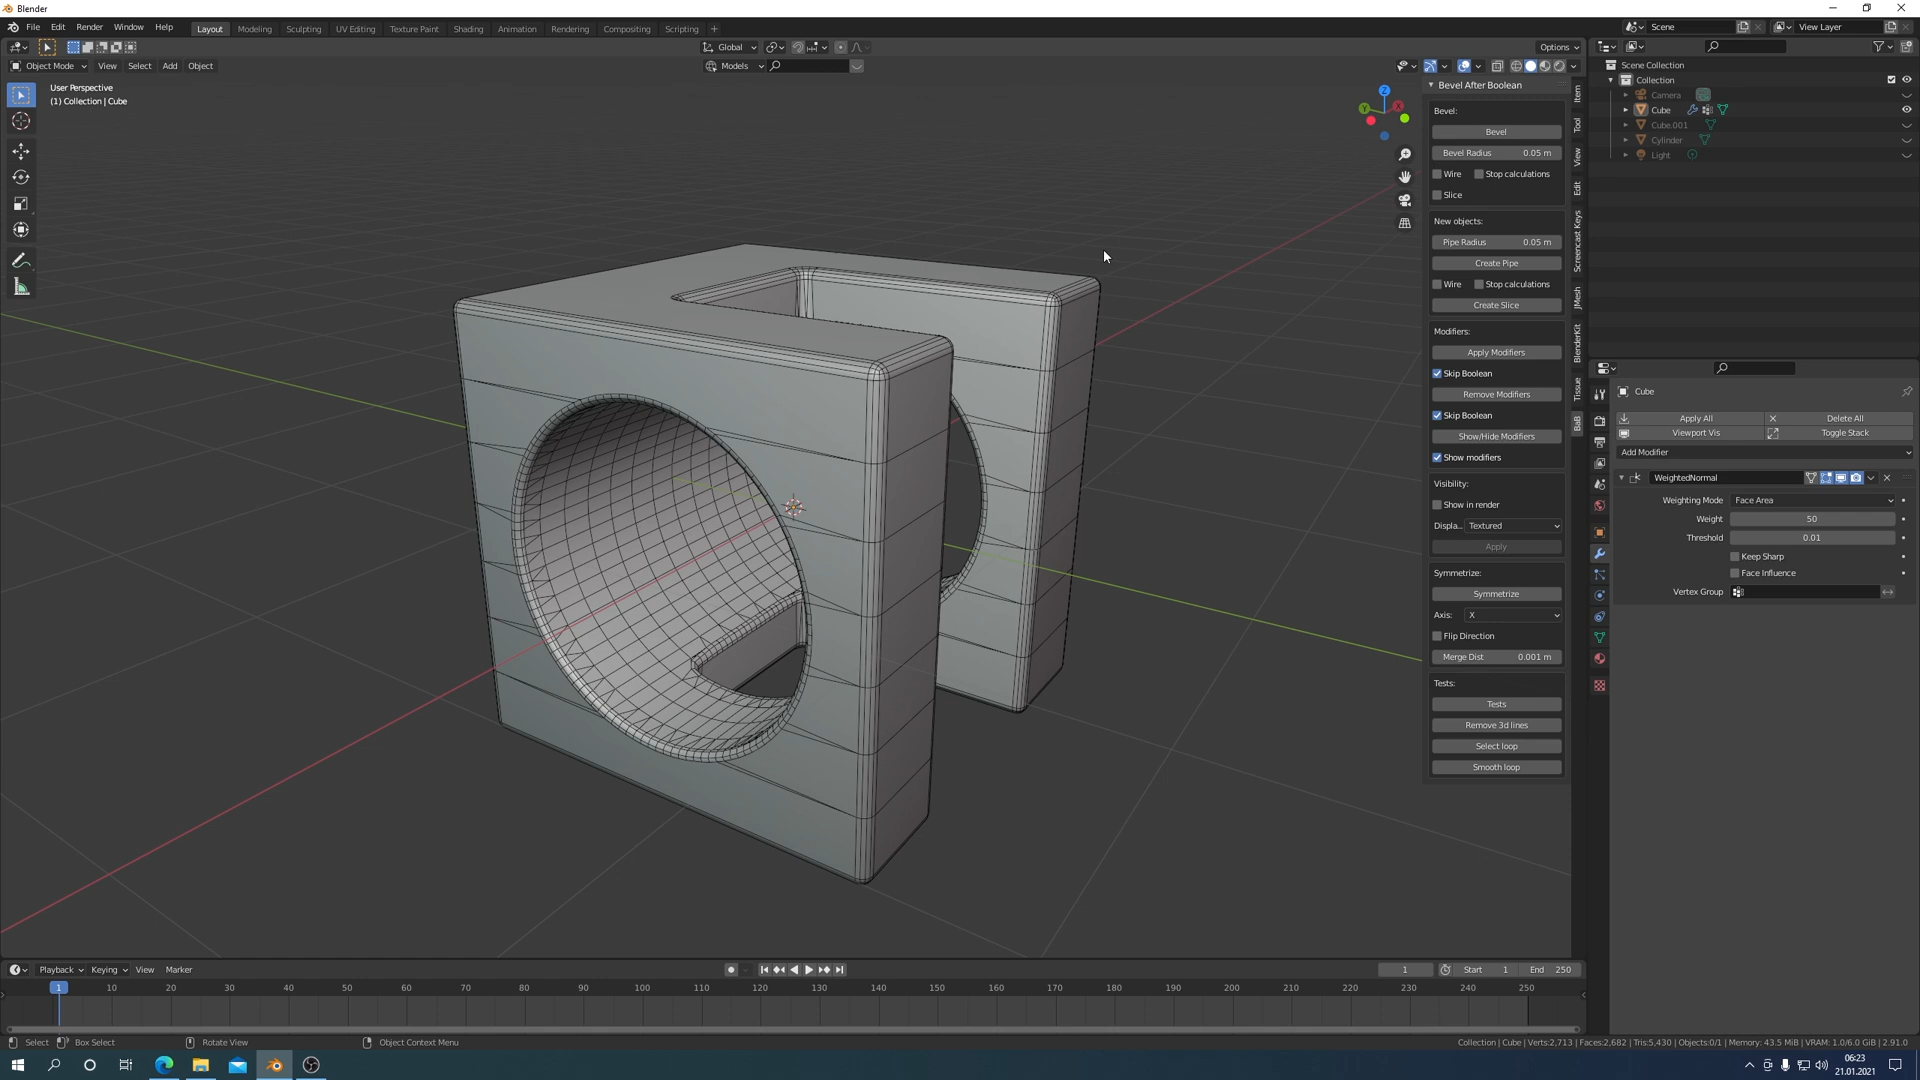 Blender
File Edit Render Window Help Layout Modeling Sculpting UV Editing Texture Paint Shading Animation Rendering Compositing Scripting + Scene View Layer
Global Options
Object Mode View Select Add Object Models
User Perspective
(1) Collection | Cube
Z
Y
X
Bevel After Boolean
Bevel:
Bevel
Bevel Radius 0.05 m
Wire Stop calculations
Slice
New objects:
Pipe Radius 0.05 m
Create Pipe
Wire Stop calculations
Create Slice
Modifiers:
Apply Modifiers
Skip Boolean
Remove Modifiers
Skip Boolean
Show/Hide Modifiers
Show modifiers
Visibility:
Show in render
Displa... Textured
Apply
Symmetrize:
Symmetrize
Axis: X
Flip Direction
Merge Dist 0.001 m
Tests:
Tests
Remove 3d lines
Select loop
Smooth loop
Item
Tool
View
Edit
Screencast Keys
JMesh
BlenderKit
Tissue
BaB
Scene Collection
Collection
Camera
Cube
Cube.001
Cylinder
Light
Cube
Apply All Delete All
Viewport Vis Toggle Stack
Add Modifier
WeightedNormal
Weighting Mode Face Area
Weight 50
Threshold 0.01
Keep Sharp
Face Influence
Vertex Group
Playback Keying View Marker 1 Start 1 End 250
1 10 20 30 40 50 60 70 80 90 100 110 120 130 140 150 160 170 180 190 200 210 220 230 240 250
Select Box Select Rotate View Object Context Menu Collection | Cube | Verts:2,713 | Faces:2,682 | Tris:5,430 | Objects:0/1 | Memory: 43.5 MiB | VRAM: 1.0/6.0 GiB | 2.91.0
06:23
21.01.2021